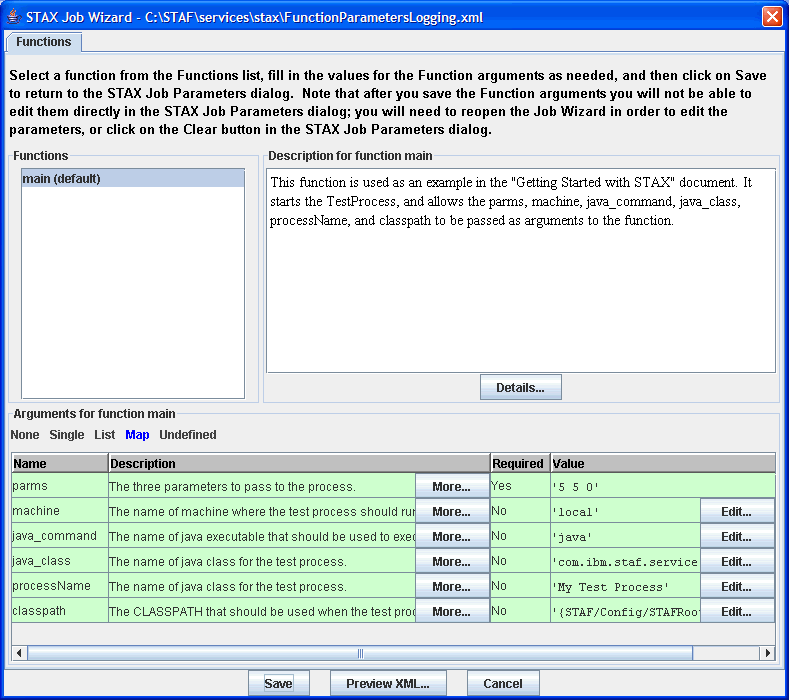 STAX Job Wizard - C:\STAF\services\stax\FunctionParametersLogging.xml
Functions
Select a function from the Functions list, fill in the values for the Function arguments as needed, and then click on Save
to return to the STAX Job Parameters dialog.  Note that after you save the Function arguments you will not be able to
edit them directly in the STAX Job Parameters dialog; you will need to reopen the Job Wizard in order to edit the
parameters, or click on the Clear button in the STAX Job Parameters dialog.
Functions
main (default)
Description for function main
This function is used as an example in the "Getting Started with STAX" document. It
starts the TestProcess, and allows the parms, machine, java_command, java_class,
processName, and classpath to be passed as arguments to the function.
Details...
Arguments for function main
None Single List Map Undefined
Name Description Required Value
parms The three parameters to pass to the process. More... Yes '5 5 0'
machine The name of machine where the test process should run More... No 'local' Edit...
java_command The name of java executable that should be used to exec More... No 'java' Edit...
java_class The name of java class for the test process. More... No 'com.ibm.staf.service Edit...
processName The name of java class for the test process. More... No 'My Test Process' Edit...
classpath The CLASSPATH that should be used when the test proc More... No '{STAF/Config/STAFRoo Edit...
Save Preview XML... Cancel